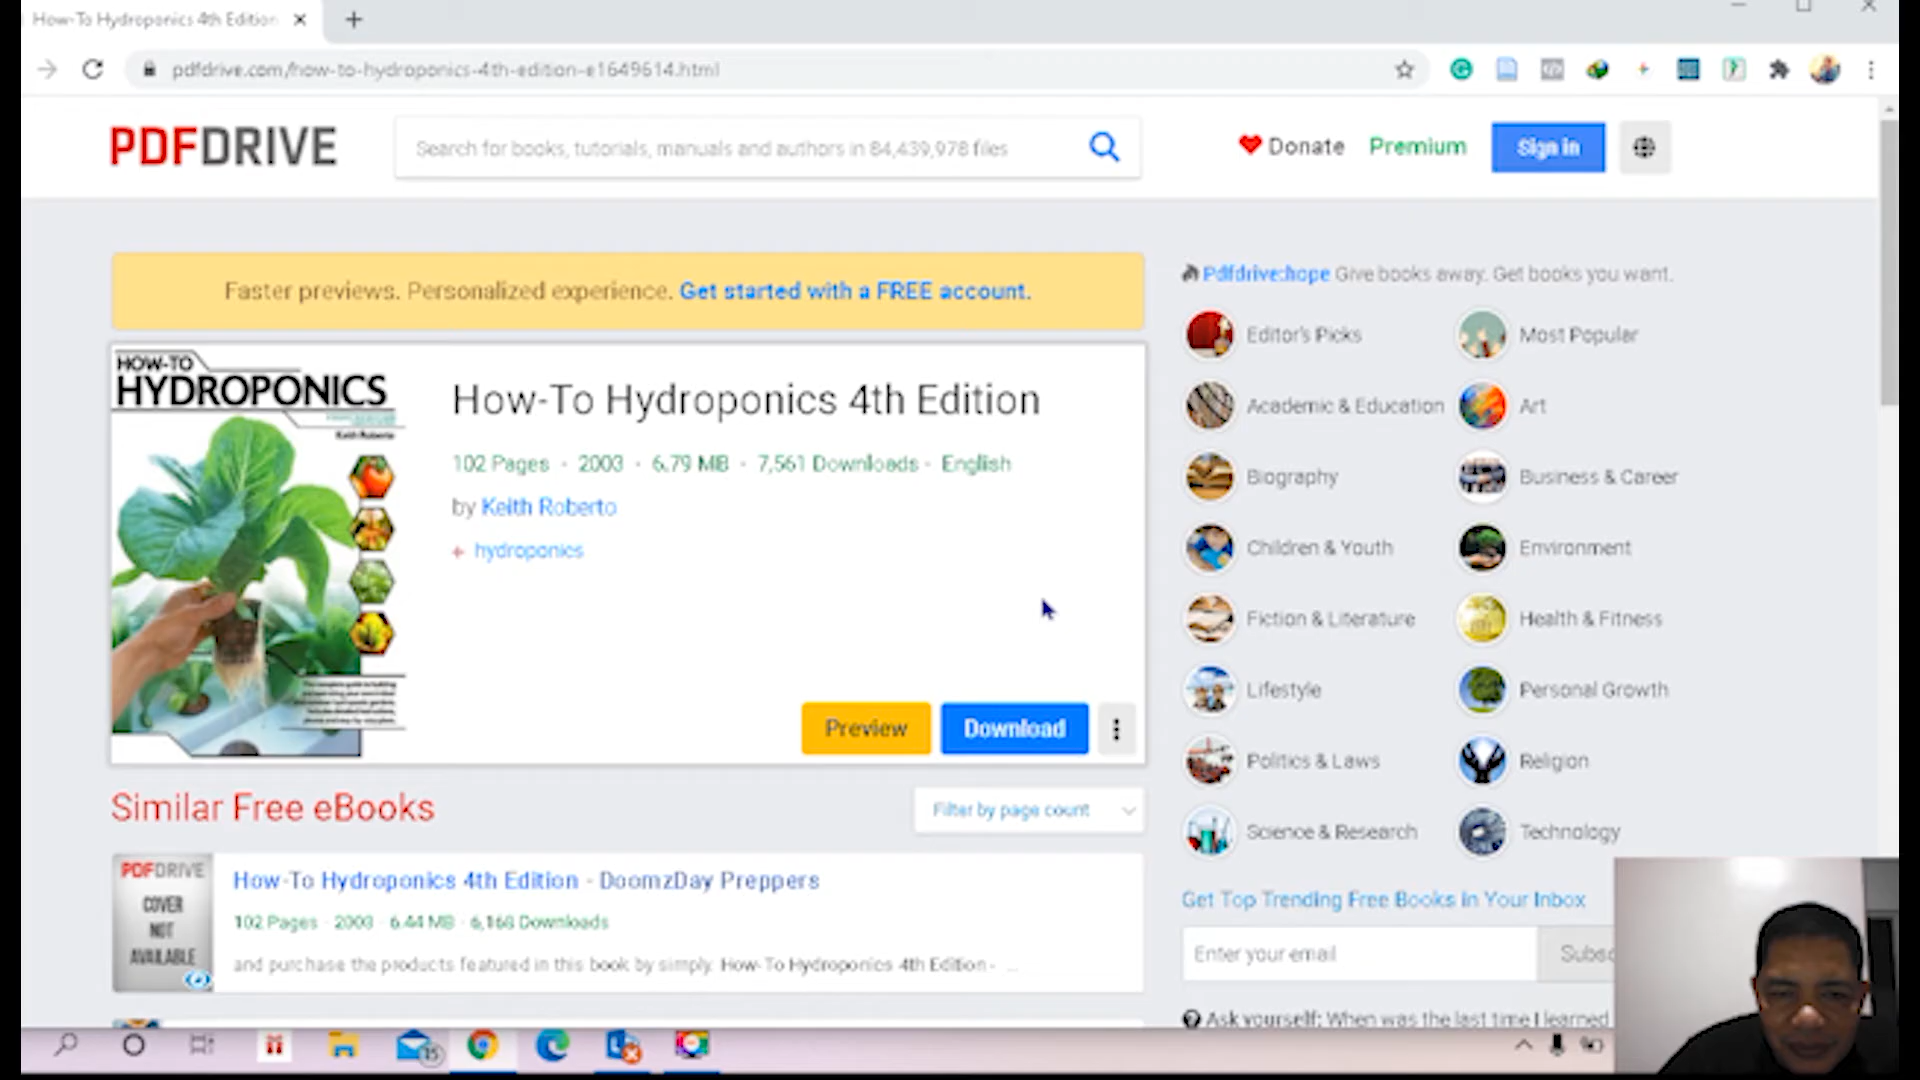 How-To Hydroponics 4th Edition
pdfdrive.com/how-to-hydroponics-4th-edition-e1649614.html
PDFDRIVE
Search for books, tutorials, manuals and authors in 84,439,978 files
Donate
Premium
Sign in
Faster previews. Personalized experience. Get started with a FREE account.
HOW-TO
HYDROPONICS
Keith Roberto
How-To Hydroponics 4th Edition
102 Pages · 2003 · 6.79 MB · 7,561 Downloads · English
by Keith Roberto
+ hydroponics
Preview
Download
Pdfdrive:hope Give books away. Get books you want.
Editor's Picks
Most Popular
Academic & Education
Art
Biography
Business & Career
Children & Youth
Environment
Fiction & Literature
Health & Fitness
Lifestyle
Personal Growth
Politics & Laws
Religion
Science & Research
Technology
Similar Free eBooks
Filter by page count
PDFDRIVE
COVER
NOT
AVAILABLE
How-To Hydroponics 4th Edition - DoomzDay Preppers
102 Pages · 2003 · 6.44 MB · 6,168 Downloads
and purchase the products featured in this book by simply. How-To Hydroponics 4th Edition - ...
Get Top Trending Free Books in Your Inbox
Enter your email
Subsc
Ask yourself: When was the last time I learned
15